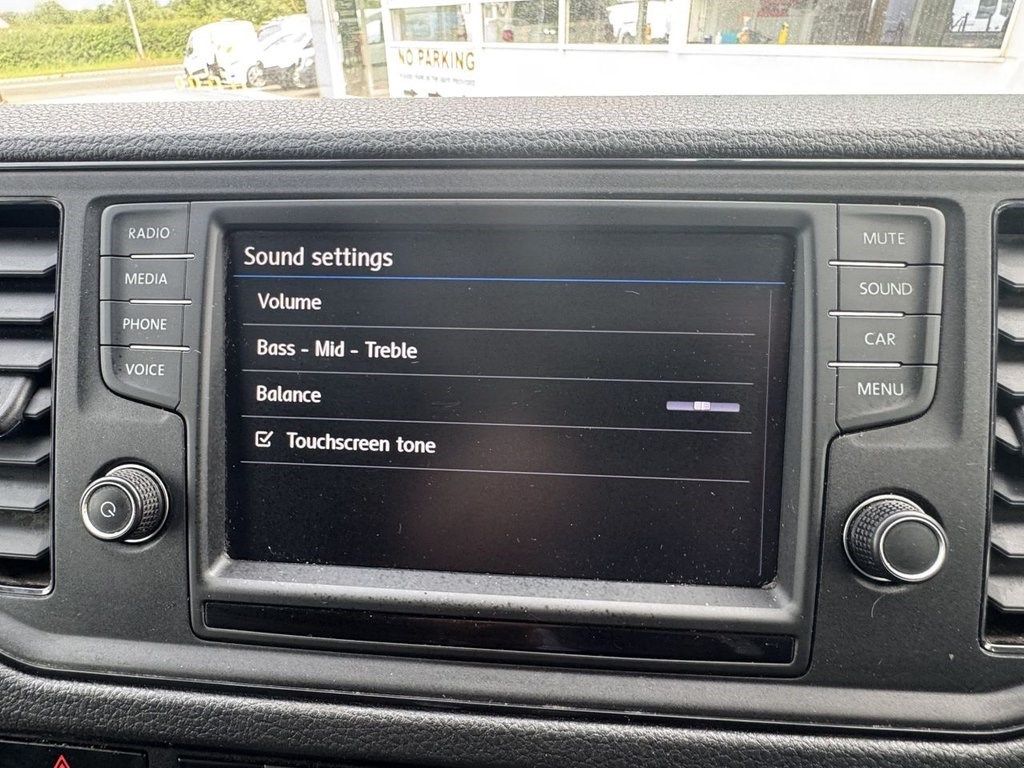 NO PARKING
RADIO
MEDIA
PHONE
VOICE
Sound settings
Volume
Bass - Mid - Treble
Balance
Touchscreen tone
MUTE
SOUND
CAR
MENU